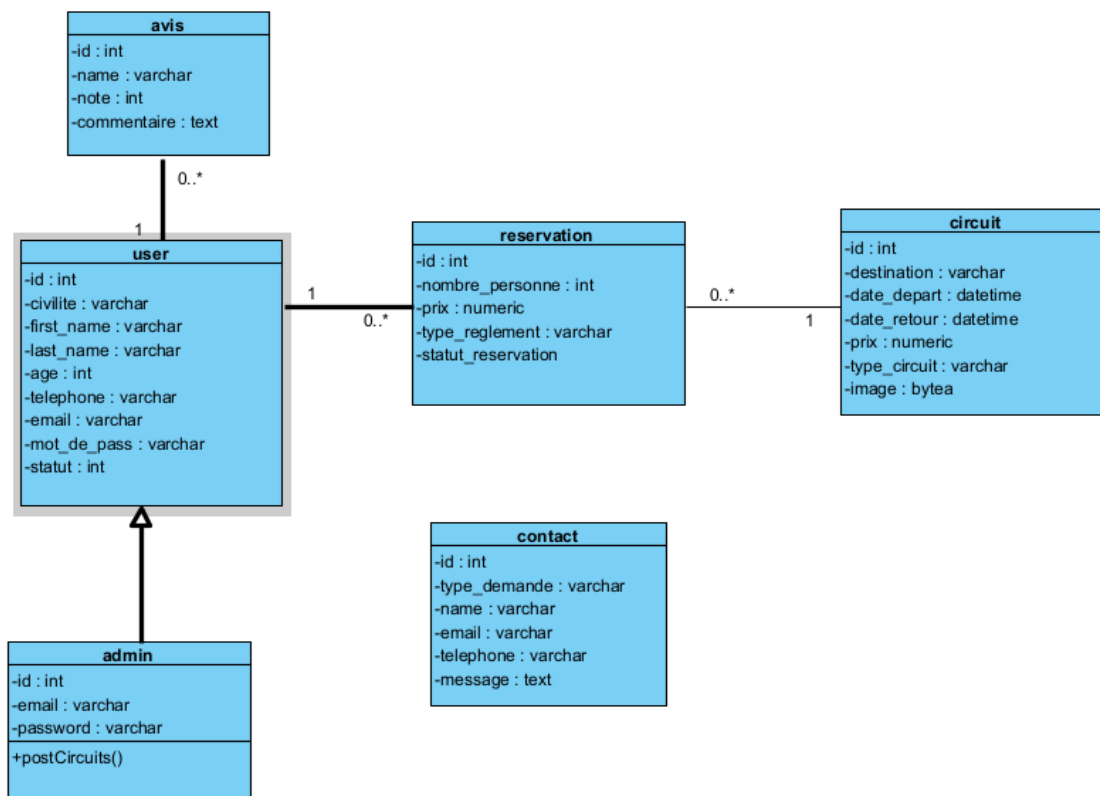 avis
-id : int
-name : varchar
-note : int
-commentaire : text
0..*
1
user
-id : int
-civilite : varchar
-first_name : varchar
-last_name : varchar
-age : int
-telephone : varchar
-email : varchar
-mot_de_pass : varchar
-statut : int
1
0..*
reservation
-id : int
-nombre_personne : int
-prix : numeric
-type_reglement : varchar
-statut_reservation
0..*
1
circuit
-id : int
-destination : varchar
-date_depart : datetime
-date_retour : datetime
-prix : numeric
-type_circuit : varchar
-image : bytea
contact
-id : int
-type_demande : varchar
-name : varchar
-email : varchar
-telephone : varchar
-message : text
admin
-id : int
-email : varchar
-password : varchar
+postCircuits()